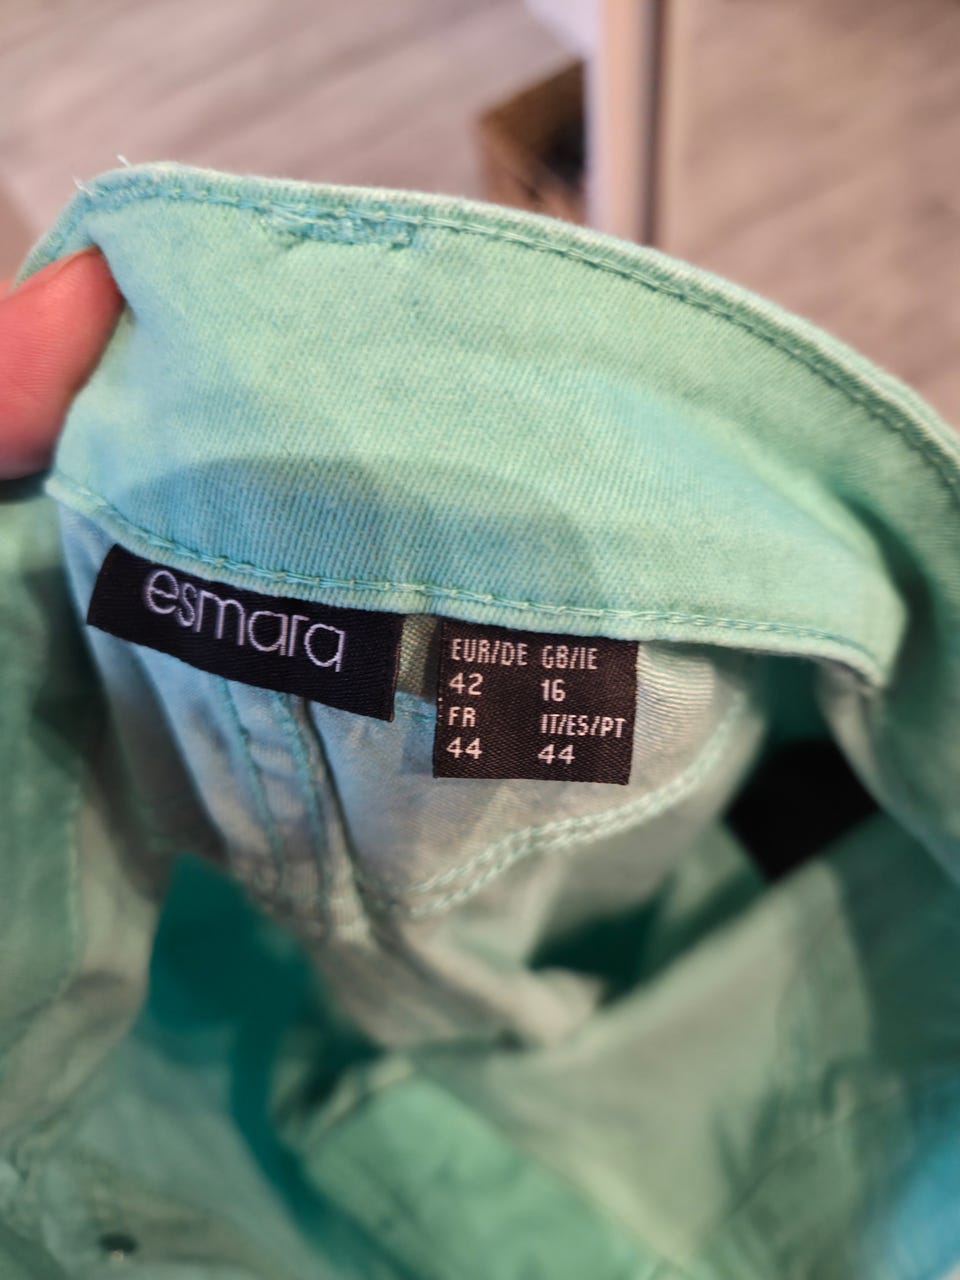 esmara
EUR/DE GB/IE
42 16
FR IT/ES/PT
44 44